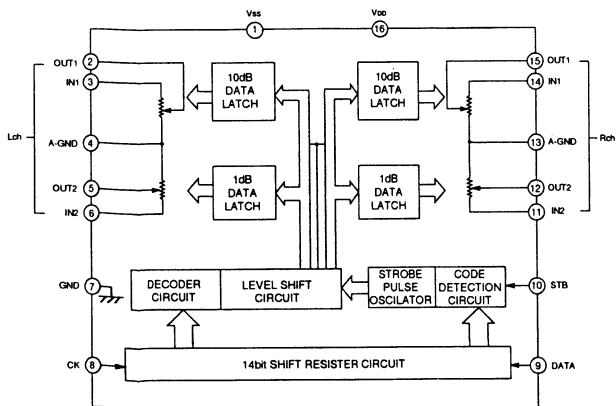 VSS
VDD
1
16
2
OUT1
3
IN1
Lch
4
A-GND
5
OUT2
6
IN2
10dB
DATA
LATCH
1dB
DATA
LATCH
10dB
DATA
LATCH
1dB
DATA
LATCH
15
OUT1
14
IN1
13
A-GND
Rch
12
OUT2
11
IN2
GND
7
DECODER
CIRCUIT
LEVEL SHIFT
CIRCUIT
STROBE
PULSE
OSCILATOR
CODE
DETECTION
CIRCUIT
10
STB
CK
8
14bit SHIFT RESISTER CIRCUIT
9
DATA